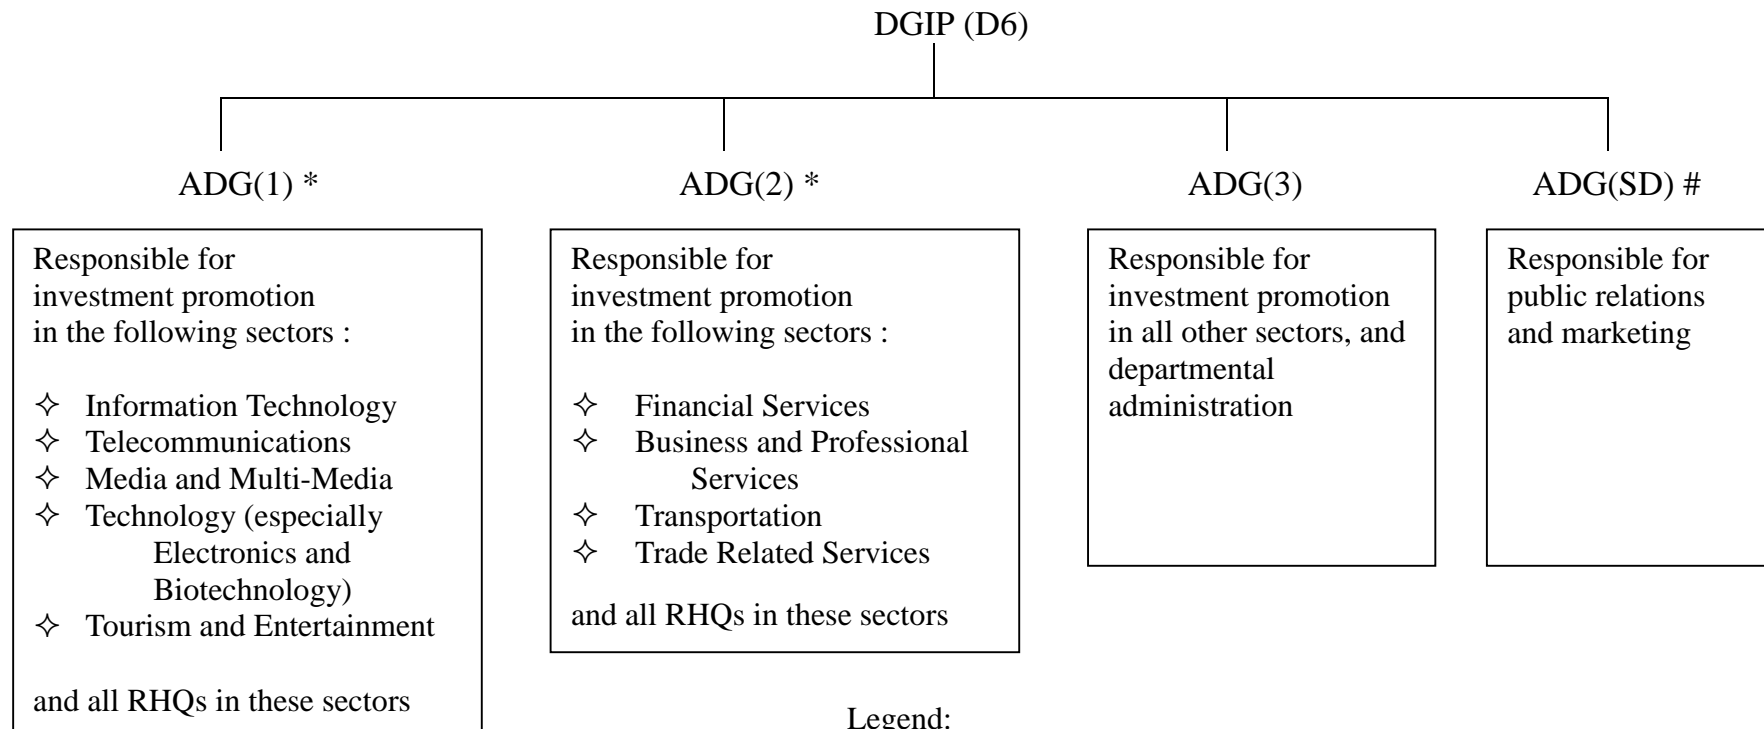 DGIP (D6)
ADG(1) *
Responsible for
investment promotion
in the following sectors :
✧ Information Technology
✧ Telecommunications
✧ Media and Multi-Media
✧ Technology (especially
Electronics and
Biotechnology)
✧ Tourism and Entertainment
and all RHQs in these sectors
ADG(2) *
Responsible for
investment promotion
in the following sectors :
✧ Financial Services
✧ Business and Professional
Services
✧ Transportation
✧ Trade Related Services
and all RHQs in these sectors
ADG(3)
Responsible for
investment promotion
in all other sectors, and
departmental
administration
ADG(SD) #
Responsible for
public relations
and marketing
Legend: